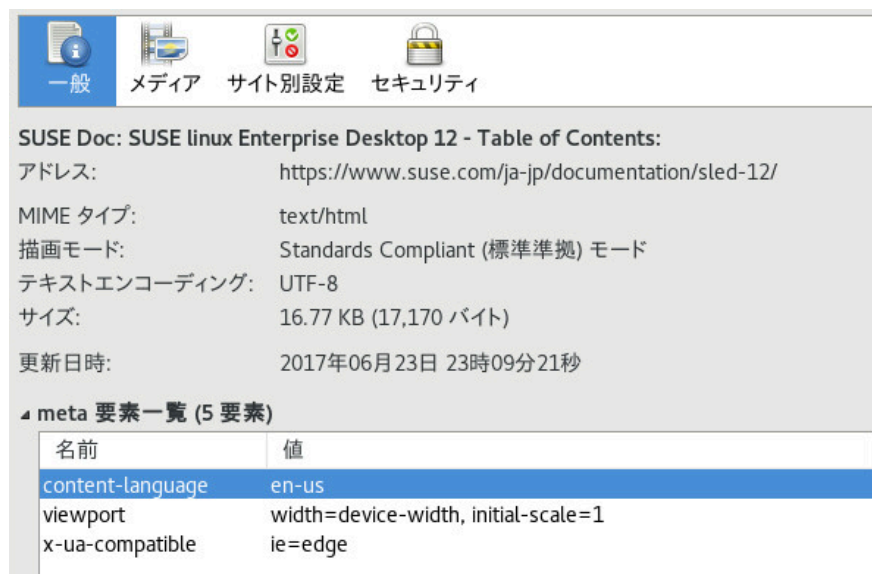 一般 メディア サイト別設定 セキュリティ
SUSE Doc: SUSE linux Enterprise Desktop 12 - Table of Contents:
アドレス: https://www.suse.com/ja-jp/documentation/sled-12/
MIME タイプ: text/html
描画モード: Standards Compliant (標準準拠) モード
テキストエンコーディング: UTF-8
サイズ: 16.77 KB (17,170 バイト)
更新日時: 2017年06月23日 23時09分21秒
meta 要素一覧 (5 要素)
名前 値
content-language en-us
viewport width=device-width, initial-scale=1
x-ua-compatible ie=edge